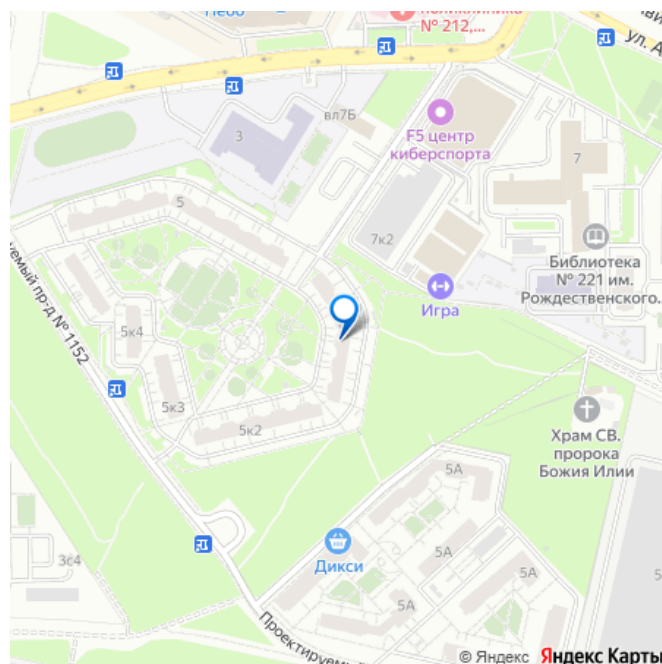 поликлиника
№ 212,...
ул. Д
вл7Б
3
F5 центр
киберспорта
7
5
7к2
Библиотека
№ 221 им.
Рождественского...
Игра
уемый пр-д № 1152
5к4
5к3
5к2
Храм СВ.
пророка
Божия Илии
5А
5А
5А
5А
Дикси
3с4
Проектируемы
© Яндекс Яндекс Карты